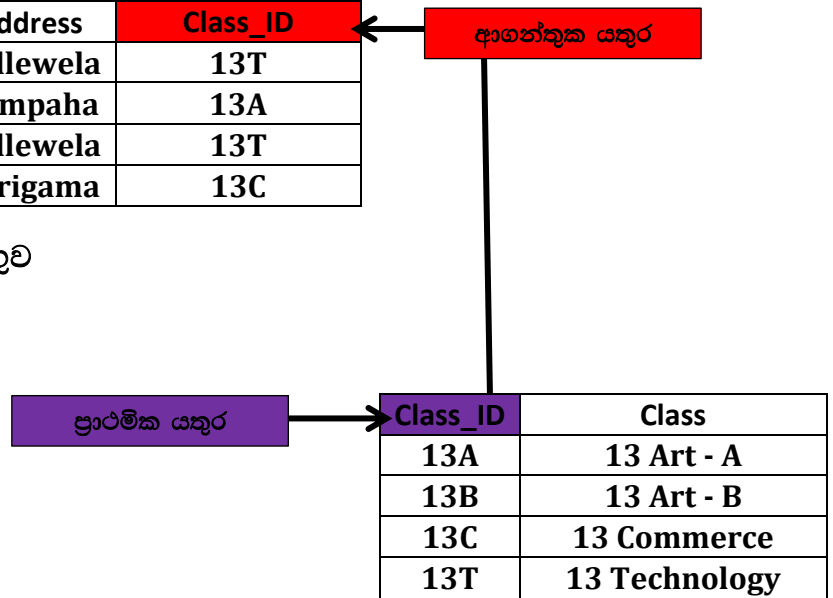 ddress Class_ID
llewela 13T
mpaha 13A
llewela 13T
rigama 13C
ආගන්තුක යතුර
ප්‍රාථමික යතුර
Class_ID Class
13A 13 Art - A
13B 13 Art - B
13C 13 Commerce
13T 13 Technology